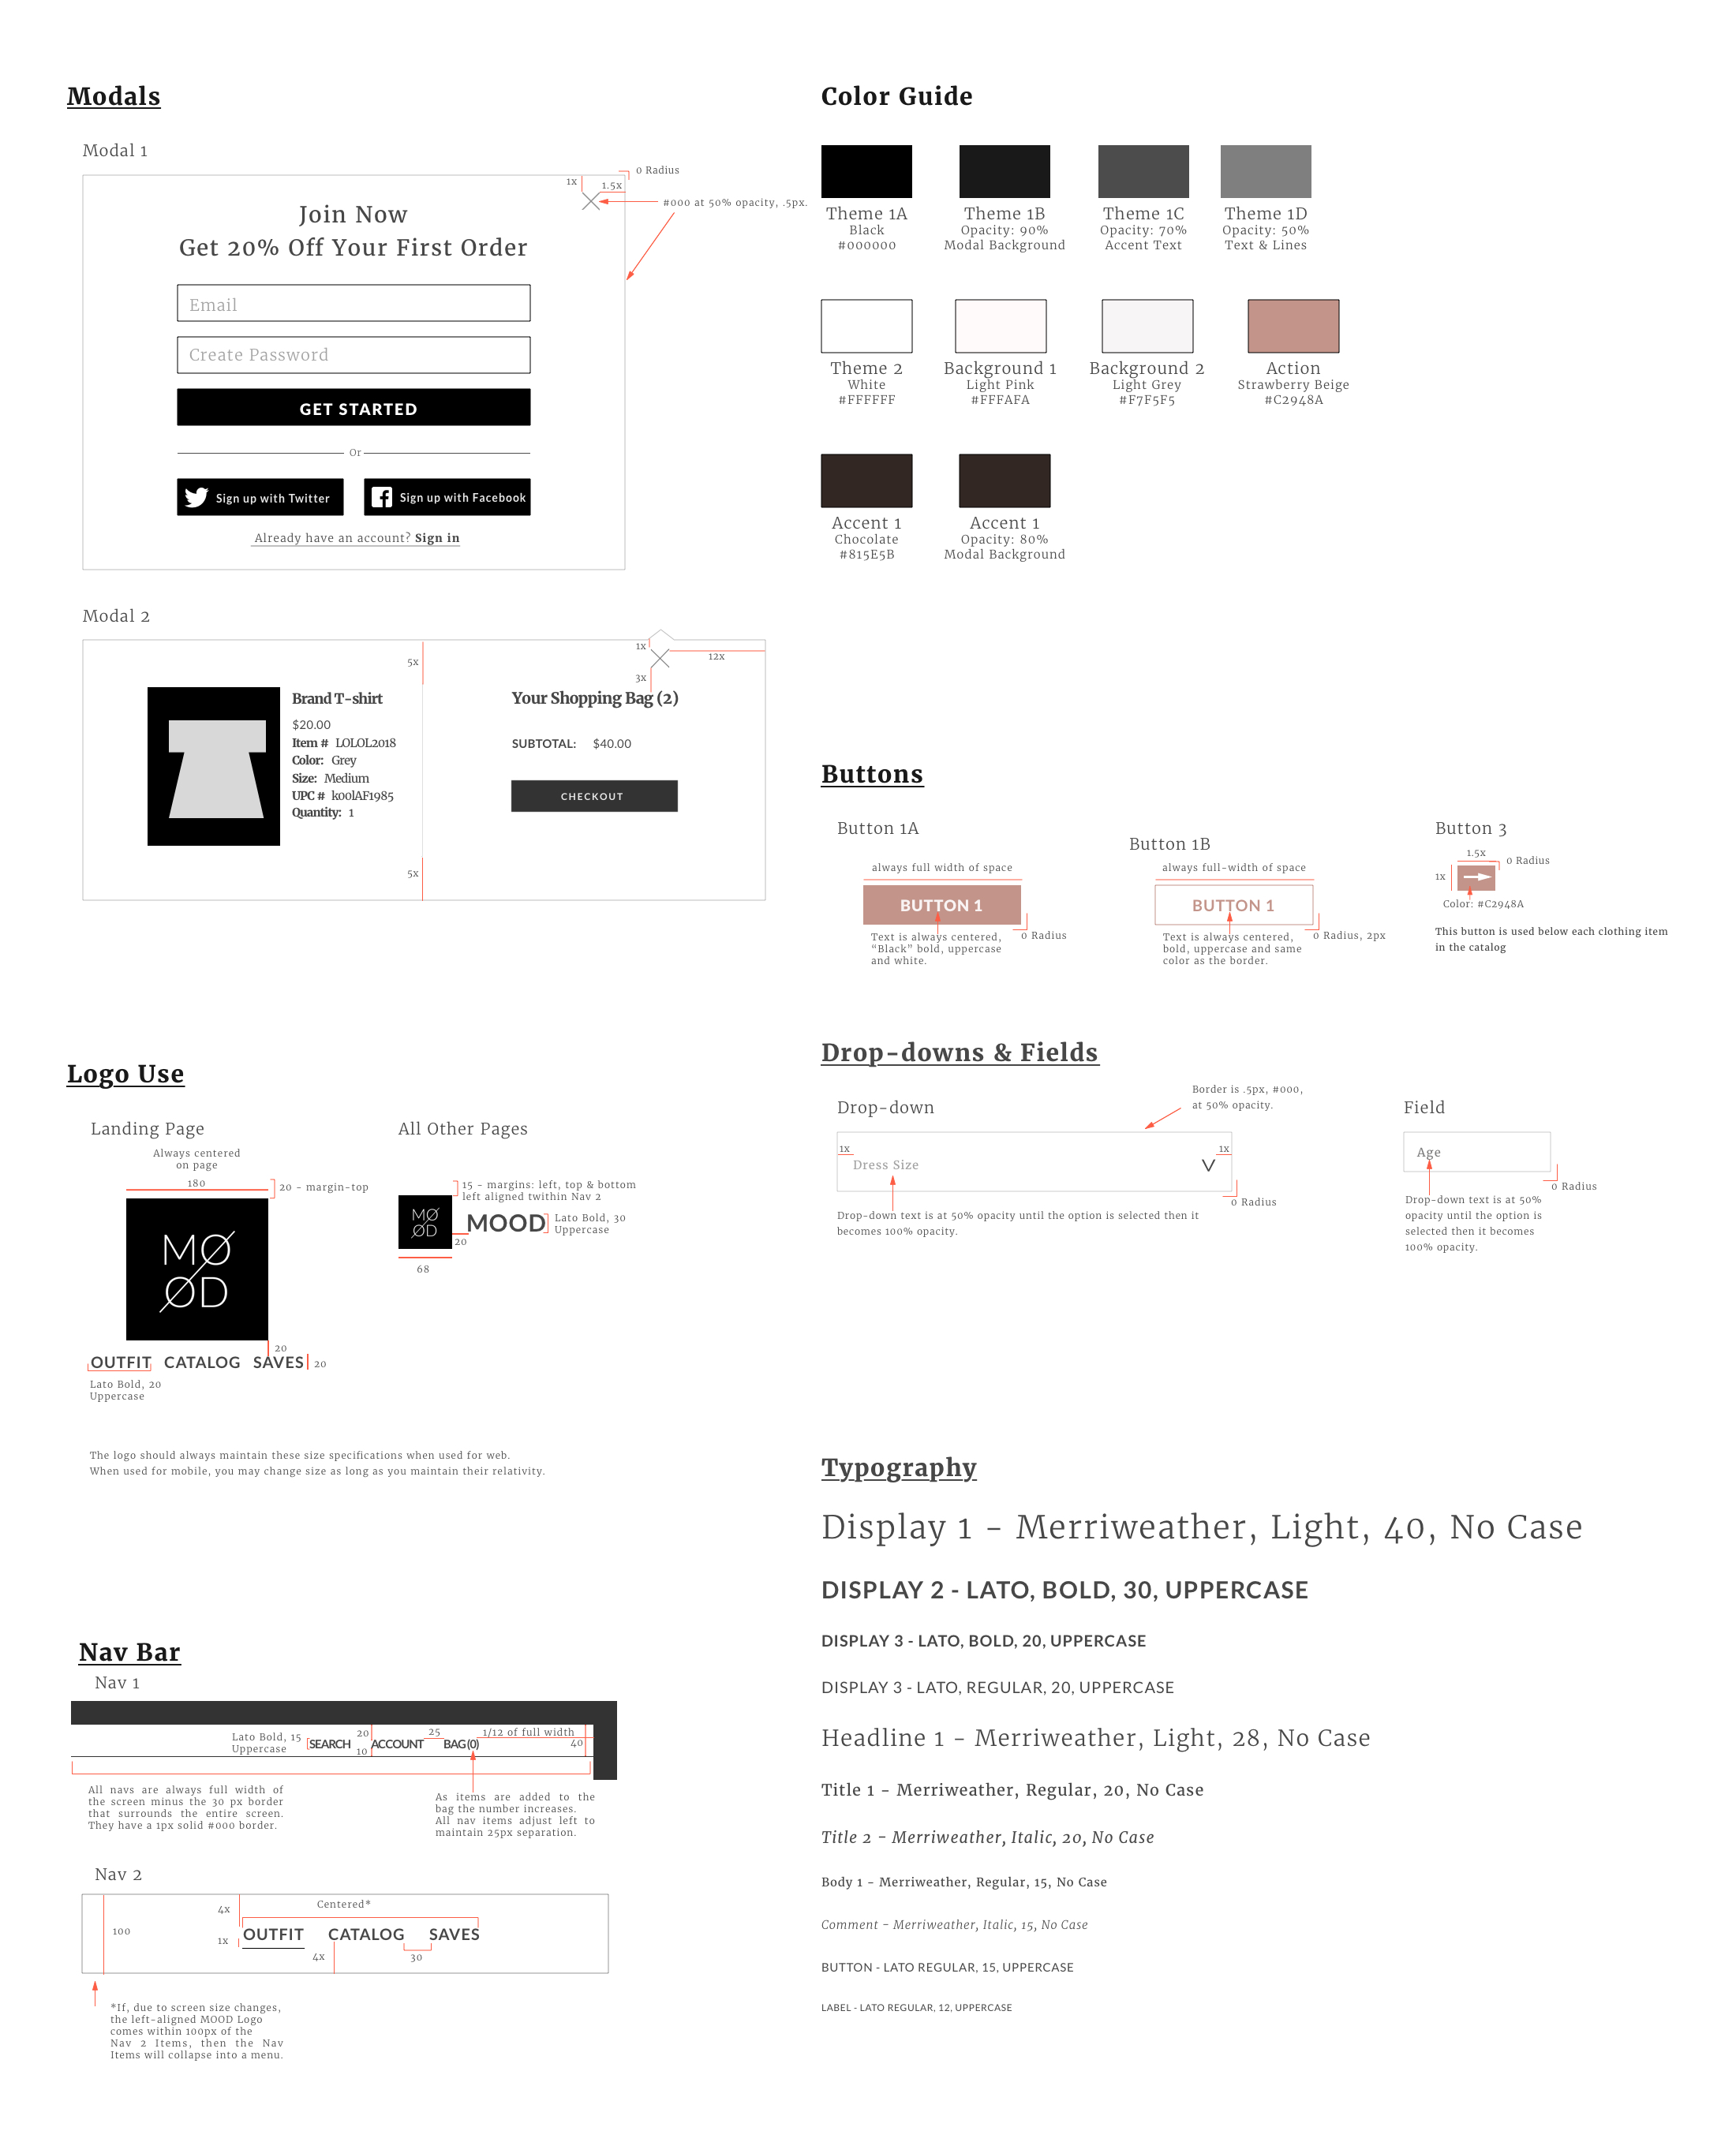 Modals
Modal 1
0 Radius
1x
1.5x
#000 at 50% opacity, .5px.
Join Now
Get 20% Off Your First Order
Email
Create Password
GET STARTED
Or
Sign up with Twitter
Sign up with Facebook
Already have an account? Sign in
Modal 2
5x
1x
12x
3x
Brand T-shirt
$20.00
Item # LOLOL2018
Color: Grey
Size: Medium
UPC # k00lAF1985
Quantity: 1
Your Shopping Bag (2)
SUBTOTAL: $40.00
CHECKOUT
5x
Color Guide
Theme 1A
Black
#000000
Theme 1B
Opacity: 90%
Modal Background
Theme 1C
Opacity: 70%
Accent Text
Theme 1D
Opacity: 50%
Text & Lines
Theme 2
White
#FFFFFF
Background 1
Light Pink
#FFFAFA
Background 2
Light Grey
#F7F5F5
Action
Strawberry Beige
#C2948A
Accent 1
Chocolate
#815E5B
Accent 1
Opacity: 80%
Modal Background
Buttons
Button 1A
always full width of space
BUTTON 1
Text is always centered,
“Black” bold, uppercase
and white.
0 Radius
Button 1B
always full-width of space
BUTTON 1
Text is always centered,
bold, uppercase and same
color as the border.
0 Radius, 2px
Button 3
1.5x
0 Radius
1x
Color: #C2948A
This button is used below each clothing item
in the catalog
Logo Use
Landing Page
Always centered
on page
180
20 - margin-top
MØ
ØD
20
OUTFIT CATALOG SAVES
20
Lato Bold, 20
Uppercase
All Other Pages
15 - margins: left, top & bottom
left aligned twithin Nav 2
MØ
ØD
MOOD
Lato Bold, 30
Uppercase
20
68
The logo should always maintain these size specifications when used for web.
When used for mobile, you may change size as long as you maintain their relativity.
Drop-downs & Fields
Drop-down
Border is .5px, #000,
at 50% opacity.
1x
1x
Dress Size
V
0 Radius
Drop-down text is at 50% opacity until the option is selected then it
becomes 100% opacity.
Field
Age
0 Radius
Drop-down text is at 50%
opacity until the option is
selected then it becomes
100% opacity.
Typography
Display 1 - Merriweather, Light, 40, No Case
DISPLAY 2 - LATO, BOLD, 30, UPPERCASE
DISPLAY 3 - LATO, BOLD, 20, UPPERCASE
DISPLAY 3 - LATO, REGULAR, 20, UPPERCASE
Headline 1 - Merriweather, Light, 28, No Case
Title 1 - Merriweather, Regular, 20, No Case
Title 2 - Merriweather, Italic, 20, No Case
Body 1 - Merriweather, Regular, 15, No Case
Comment - Merriweather, Italic, 15, No Case
BUTTON - LATO REGULAR, 15, UPPERCASE
LABEL - LATO REGULAR, 12, UPPERCASE
Nav Bar
Nav 1
Lato Bold, 15
Uppercase
SEARCH
20
10
ACCOUNT
25
BAG (0)
1/12 of full width
40
All navs are always full width of
the screen minus the 30 px border
that surrounds the entire screen.
They have a 1px solid #000 border.
As items are added to the
bag the number increases.
All nav items adjust left to
maintain 25px separation.
Nav 2
100
4x
1x
Centered*
OUTFIT CATALOG SAVES
4x
30
*If, due to screen size changes,
the left-aligned MOOD Logo
comes within 100px of the
Nav 2 Items, then the Nav
Items will collapse into a menu.